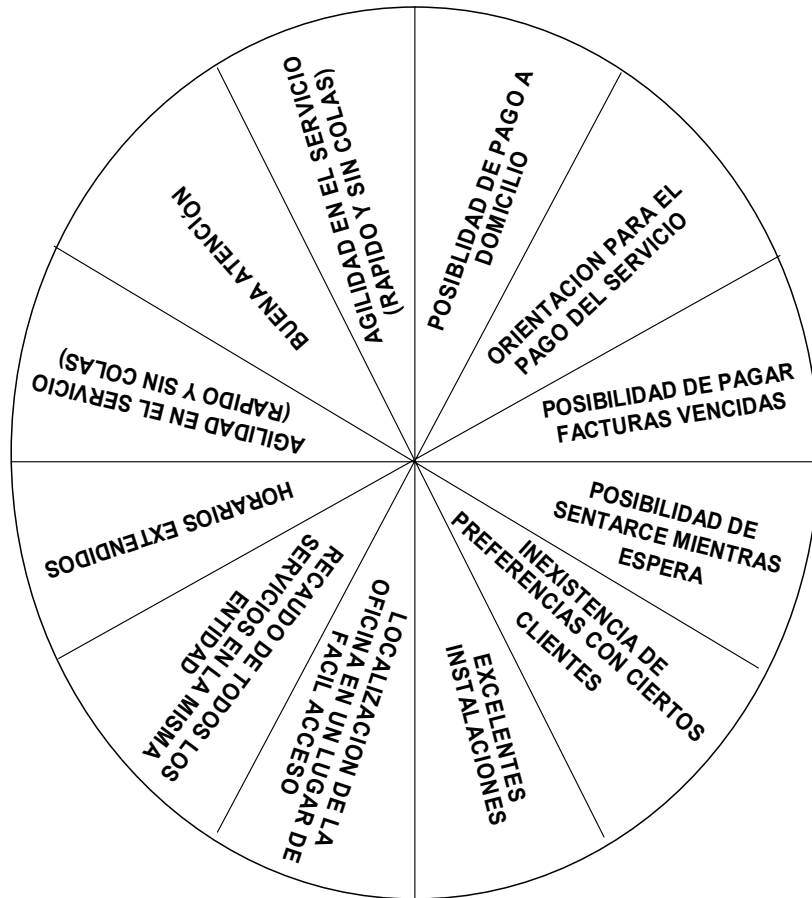 POSIBLIDAD DE PAGO A
DOMICILIO
ORIENTACION PARA EL
PAGO DEL SERVICIO
POSIBILIDAD DE PAGAR
FACTURAS VENCIDAS
POSIBILIDAD DE
SENTARCE MIENTRAS
ESPERA
INEXISTENCIA DE
PREFERENCIAS CON CIERTOS
CLIENTES
EXCELENTES
INSTALACIONES
LOCALIZACION DE LA
OFICINA EN UN LUGAR DE
FACIL ACCESO
RECAUDO DE TODOS LOS
SERVICIOS EN LA MISMA
ENTIDAD
HORARIOS EXTENDIDOS
AGILIDAD EN EL SERVICIO
(RAPIDO Y SIN COLAS)
BUENA ATENCIÓN
AGILIDAD EN EL SERVICIO
(RAPIDO Y SIN COLAS)